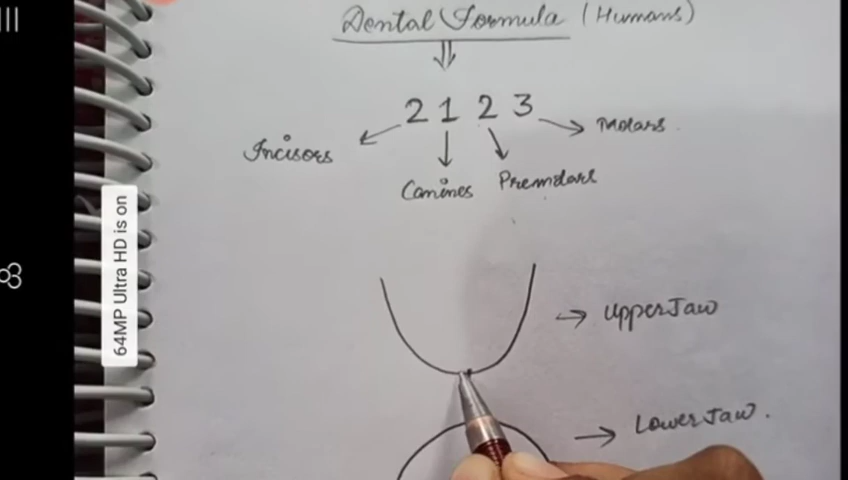 Dental Formula (Humans)
2 1 2 3
Incisors
Canines
Premolars
Molars.
Upper Jaw
Lower Jaw.
64MP Ultra HD is on